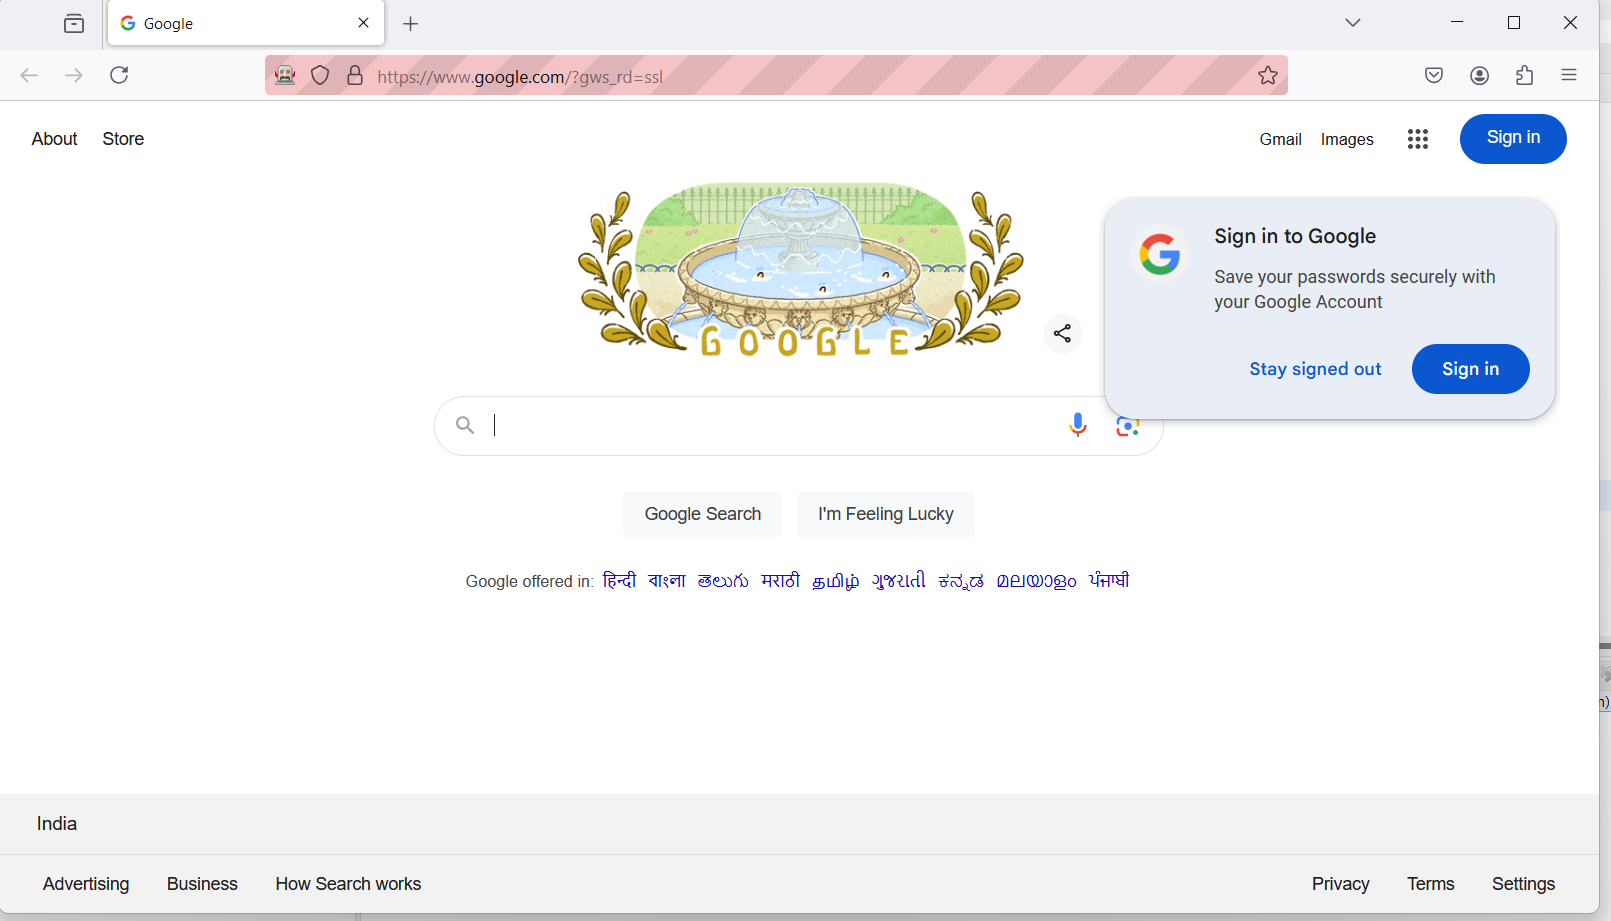 Google
https://www.google.com/?gws_rd=ssl
About Store
Gmail Images
Sign in
GOOGLE
Sign in to Google
Save your passwords securely with
your Google Account
Stay signed out
Sign in
Google Search
I'm Feeling Lucky
Google offered in: हिन्दी বাংলা తెలుగు मराठी தமிழ் ગુજરાતી ಕನ್ನಡ മലയാളം ਪੰਜਾਬੀ
n)
India
Advertising Business How Search works
Privacy Terms Settings